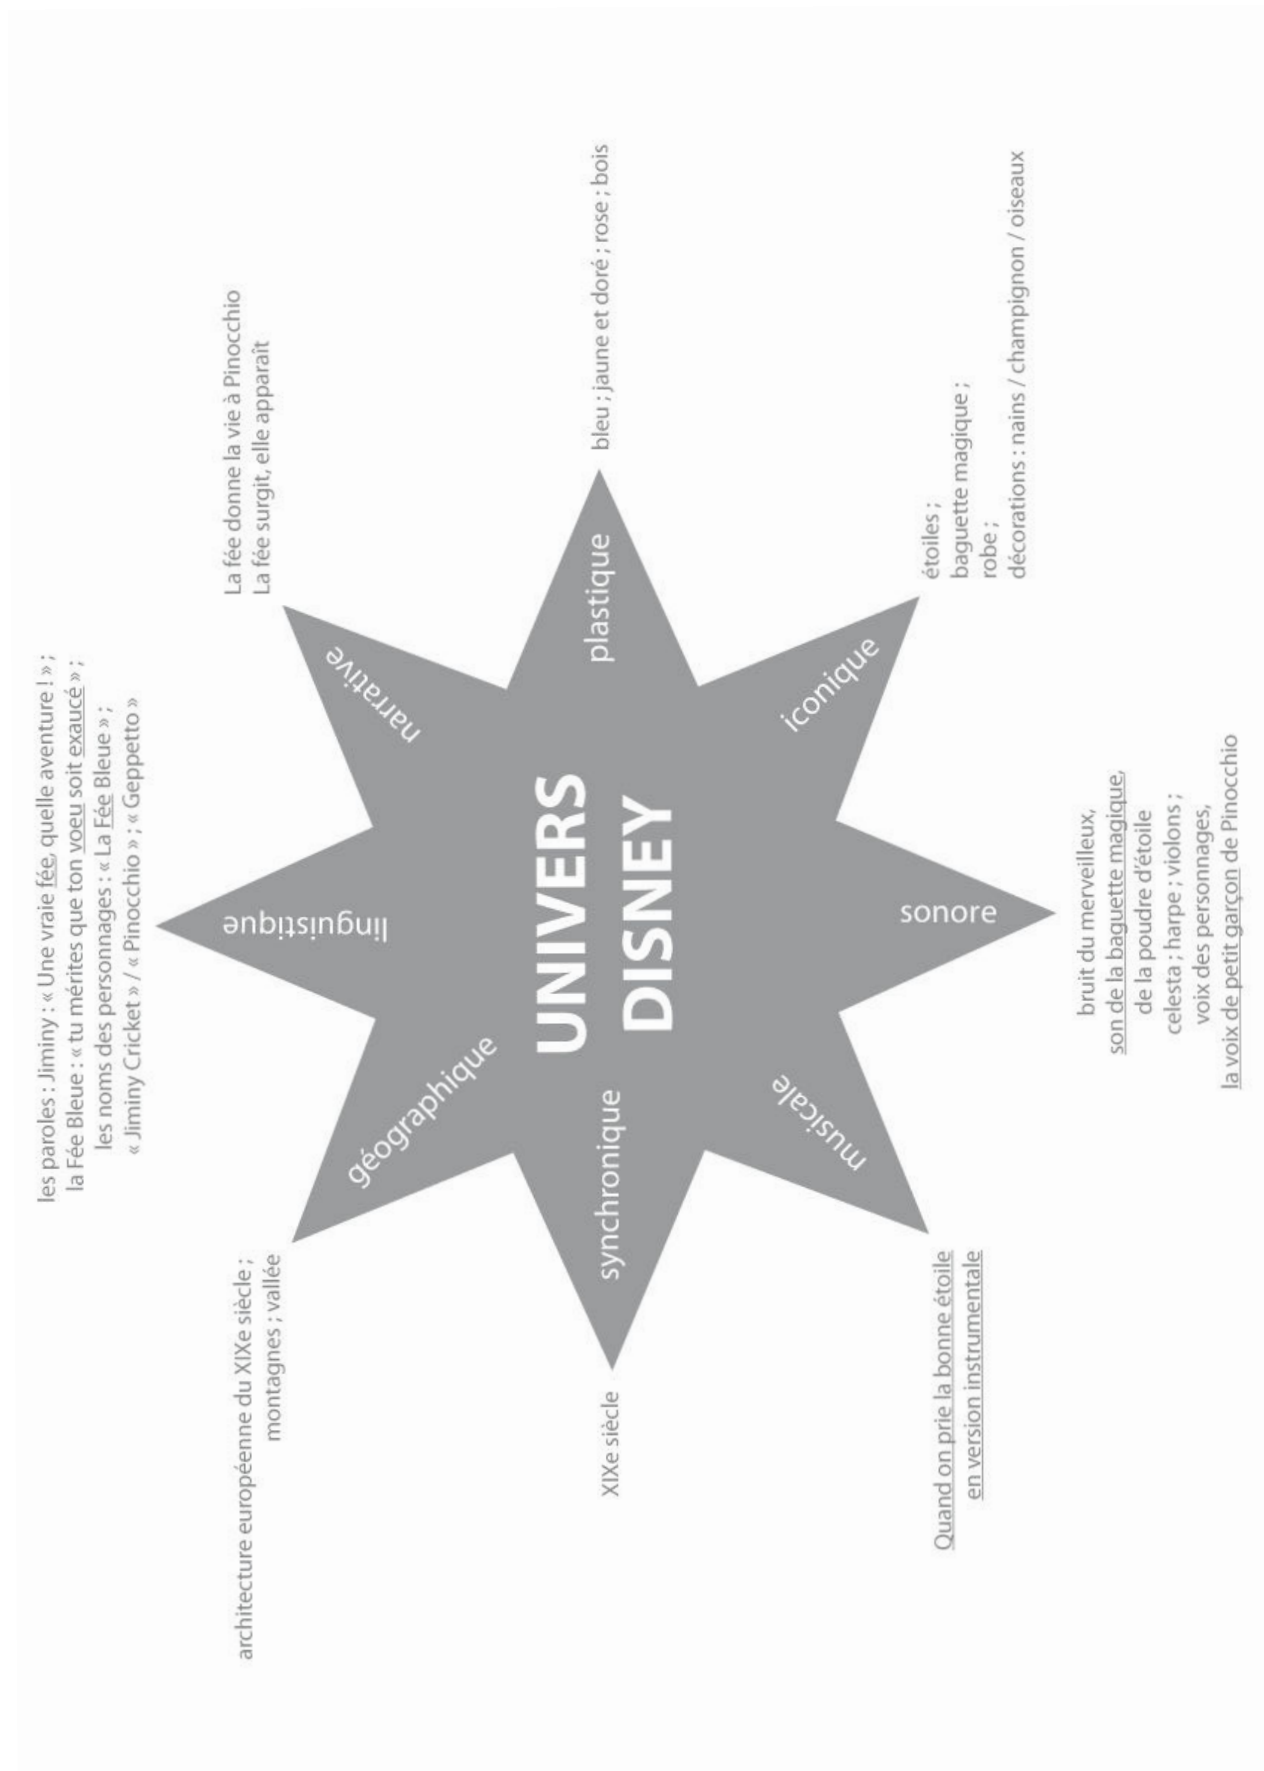 les paroles : Jiminy : « Une vraie fée, quelle aventure ! » ;
la Fée Bleue : « tu mérites que ton voeu soit exaucé » ;
les noms des personnages : « La Fée Bleue » ;
« Jiminy Cricket » / « Pinocchio » ; « Geppetto »
linguistique
architecture européenne du XIXe siècle ;
montagnes ; vallée
géographique
La fée donne la vie à Pinocchio
La fée surgit, elle apparaît
narrative
UNIVERS
DISNEY
XIXe siècle
synchronique
plastique
bleu ; jaune et doré ; rose ; bois
musicale
Quand on prie la bonne étoile
en version instrumentale
iconique
étoiles ;
baguette magique ;
robe ;
décorations : nains / champignon / oiseaux
sonore
bruit du merveilleux,
son de la baguette magique,
de la poudre d'étoile
celesta ; harpe ; violons ;
voix des personnages,
la voix de petit garçon de Pinocchio